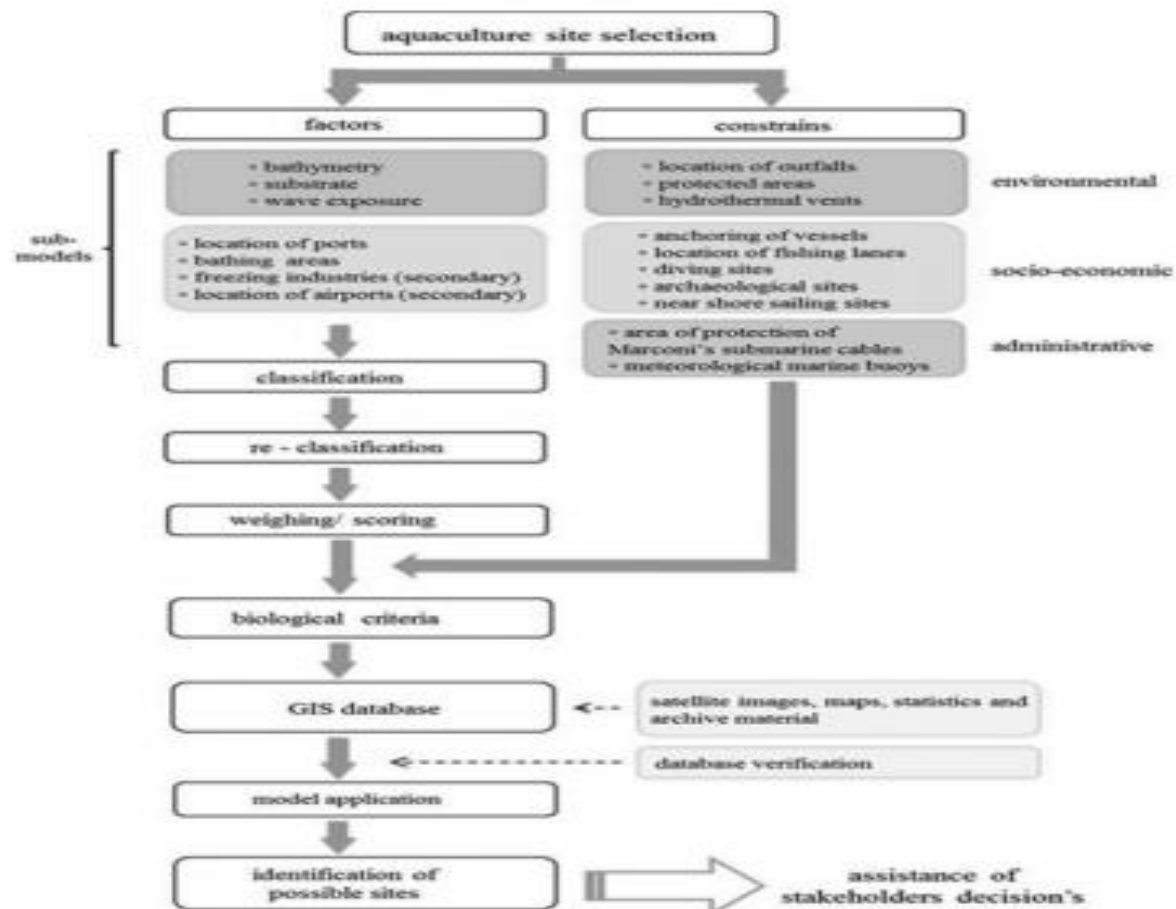 aquaculture site selection
factors
constrains
• bathymetry
• substrate
• wave exposure
• location of outfalls
• protected areas
• hydrothermal vents
environmental
sub-
models
• location of ports
• bathing areas
• freezing industries (secondary)
• location of airports (secondary)
• anchoring of vessels
• location of fishing lanes
• diving sites
• archaeological sites
• near shore sailing sites
socio-economic
• area of protection of
Marconi's submarine cables
• meteorological marine buoys
administrative
classification
re - classification
weighing/ scoring
biological criteria
GIS database
satellite images, maps, statistics and
archive material
database verification
model application
identification of
possible sites
assistance of
stakeholders decision's